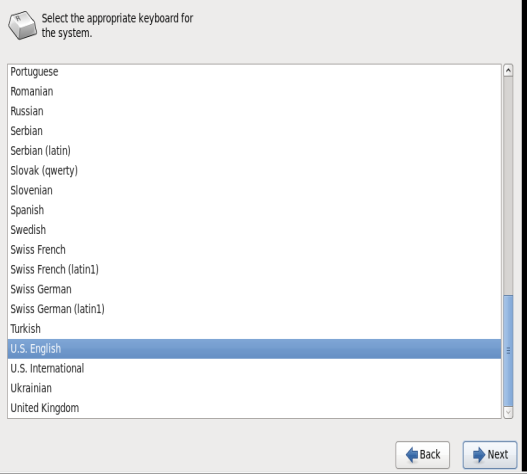 Select the appropriate keyboard for
the system.
Portuguese
Romanian
Russian
Serbian
Serbian (latin)
Slovak (qwerty)
Slovenian
Spanish
Swedish
Swiss French
Swiss French (latin1)
Swiss German
Swiss German (latin1)
Turkish
U.S. English
U.S. International
Ukrainian
United Kingdom
Back
Next